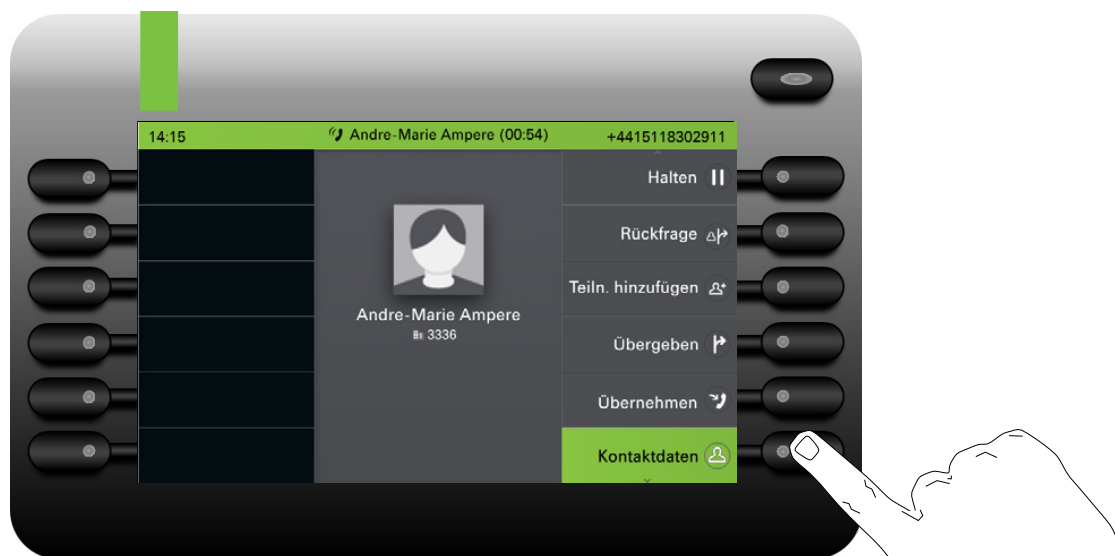 14:15
Andre-Marie Ampere (00:54)
+4415118302911
Halten
Rückfrage
Teiln. hinzufügen
Andre-Marie Ampere
3336
Übergeben
Übernehmen
Kontaktdaten